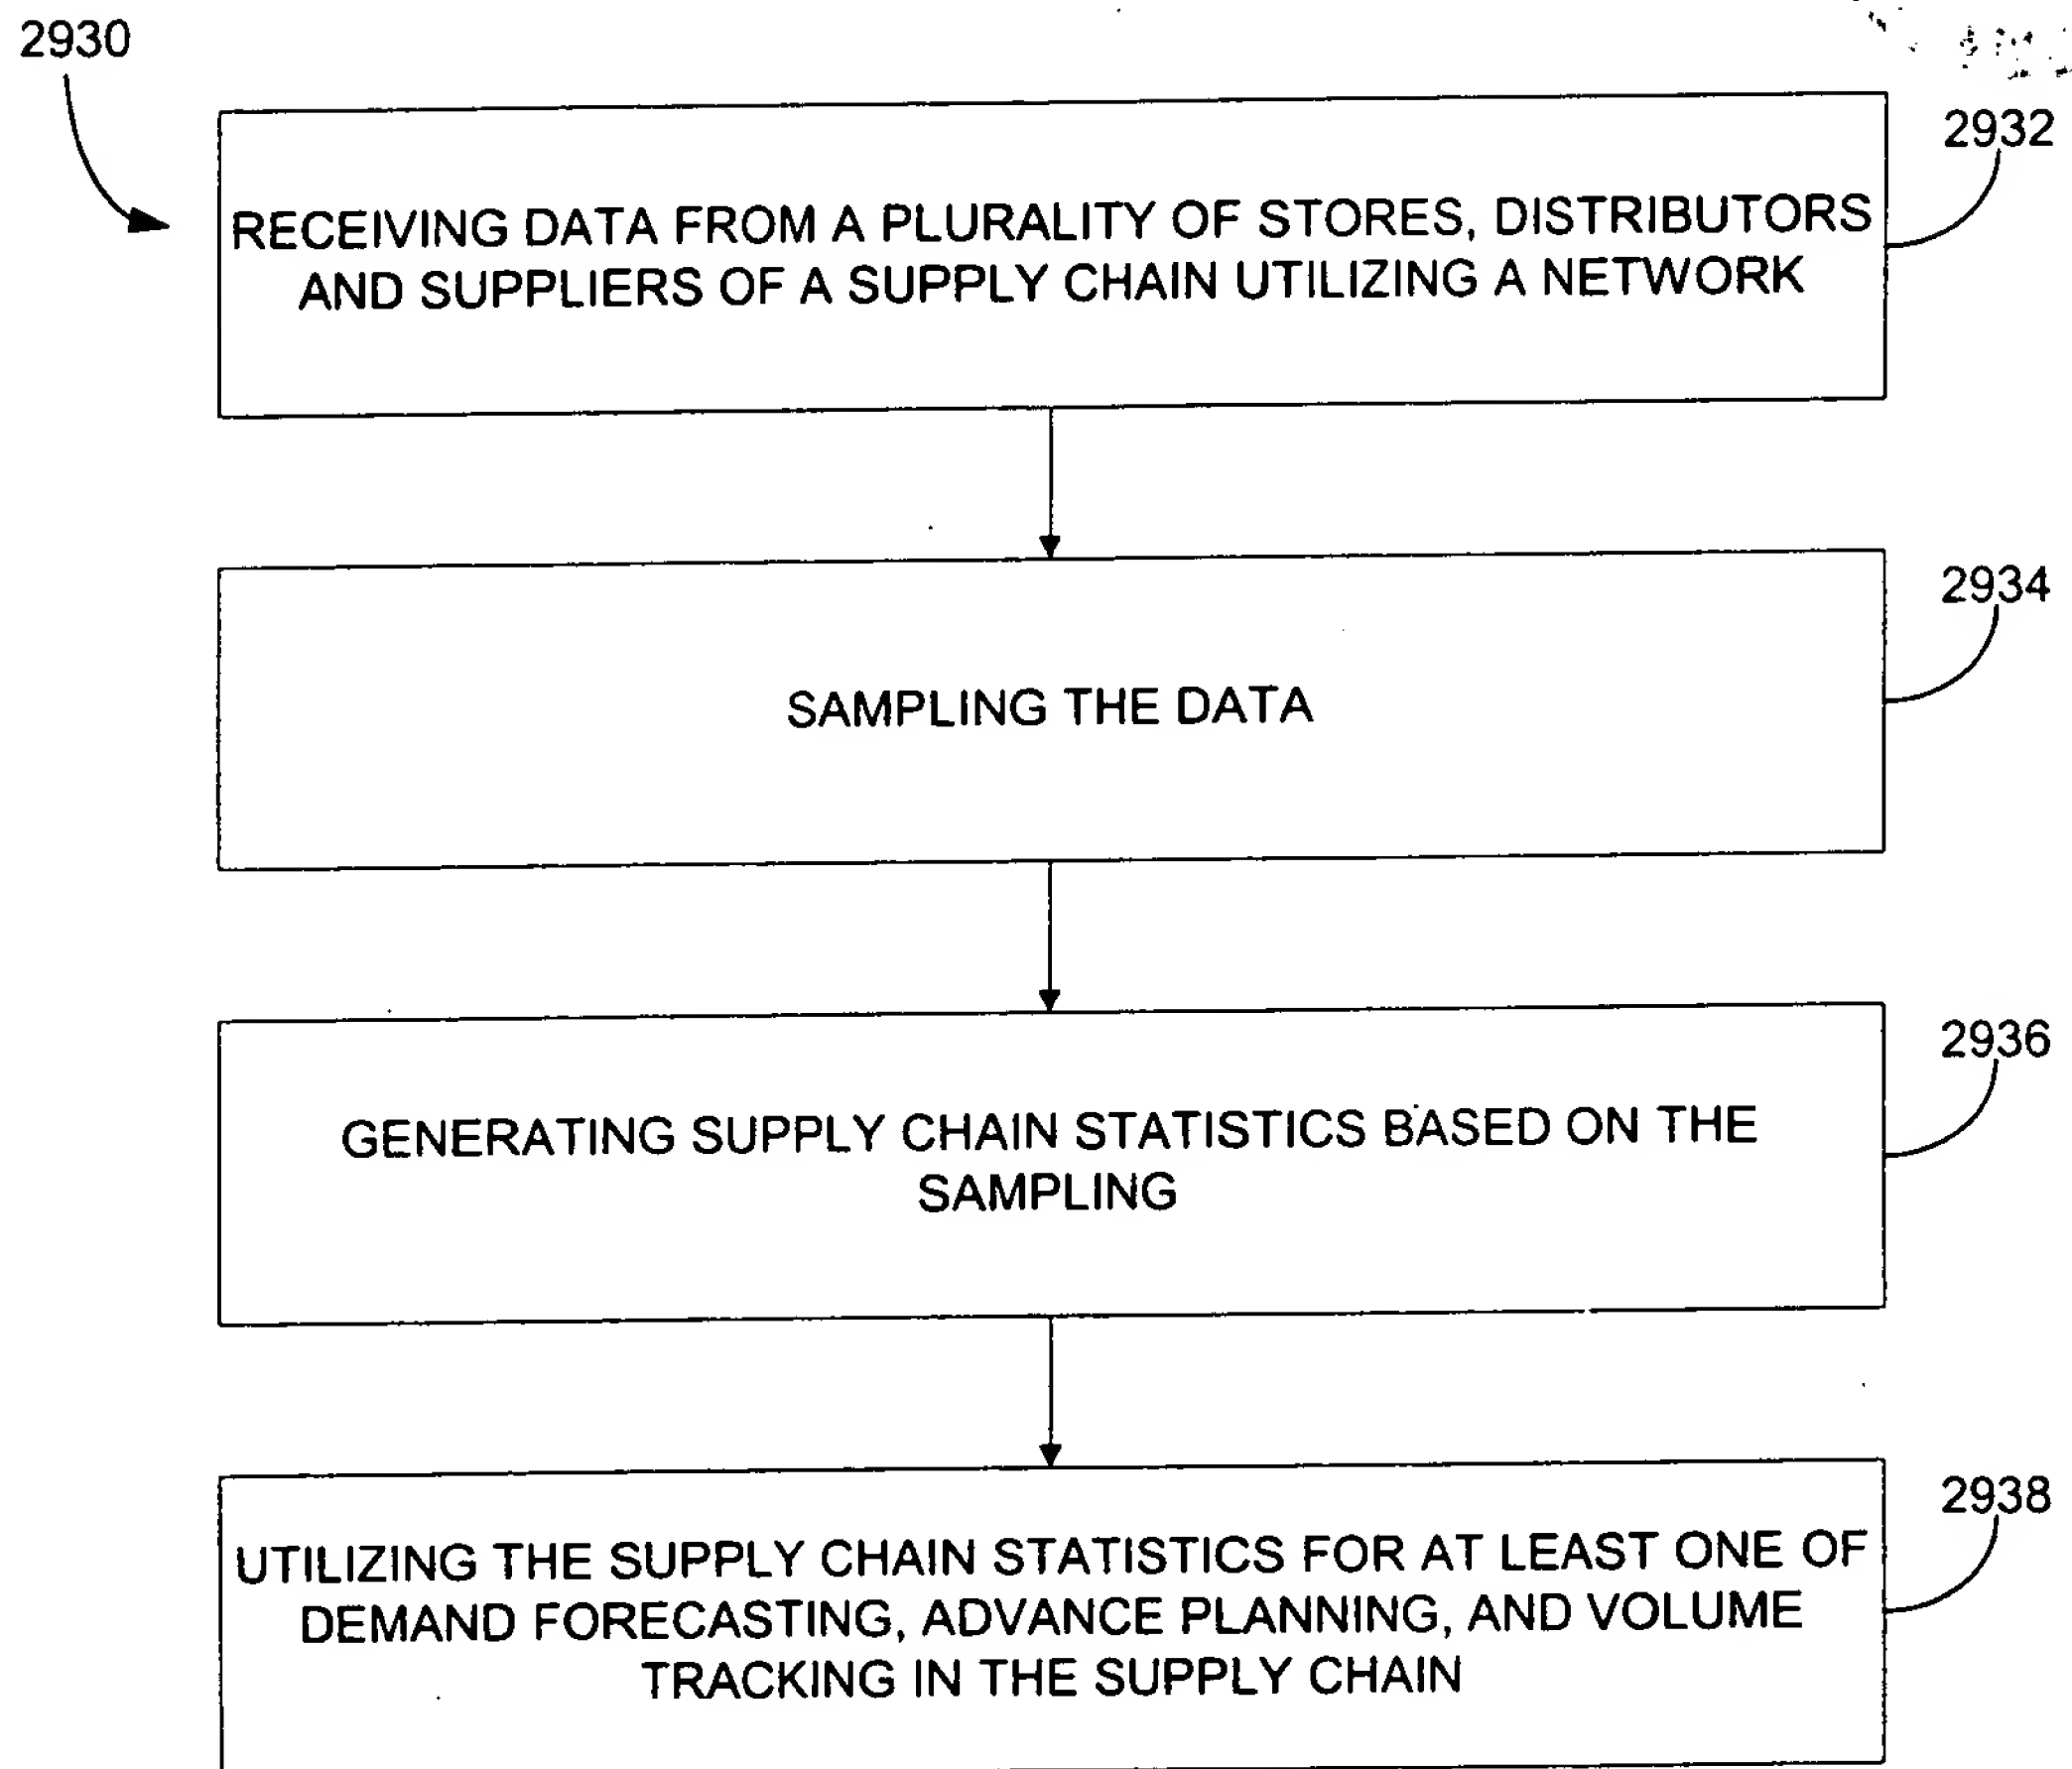 2930
2932
RECEIVING DATA FROM A PLURALITY OF STORES, DISTRIBUTORS
AND SUPPLIERS OF A SUPPLY CHAIN UTILIZING A NETWORK
2934
SAMPLING THE DATA
2936
GENERATING SUPPLY CHAIN STATISTICS BASED ON THE
SAMPLING
2938
UTILIZING THE SUPPLY CHAIN STATISTICS FOR AT LEAST ONE OF
DEMAND FORECASTING, ADVANCE PLANNING, AND VOLUME
TRACKING IN THE SUPPLY CHAIN